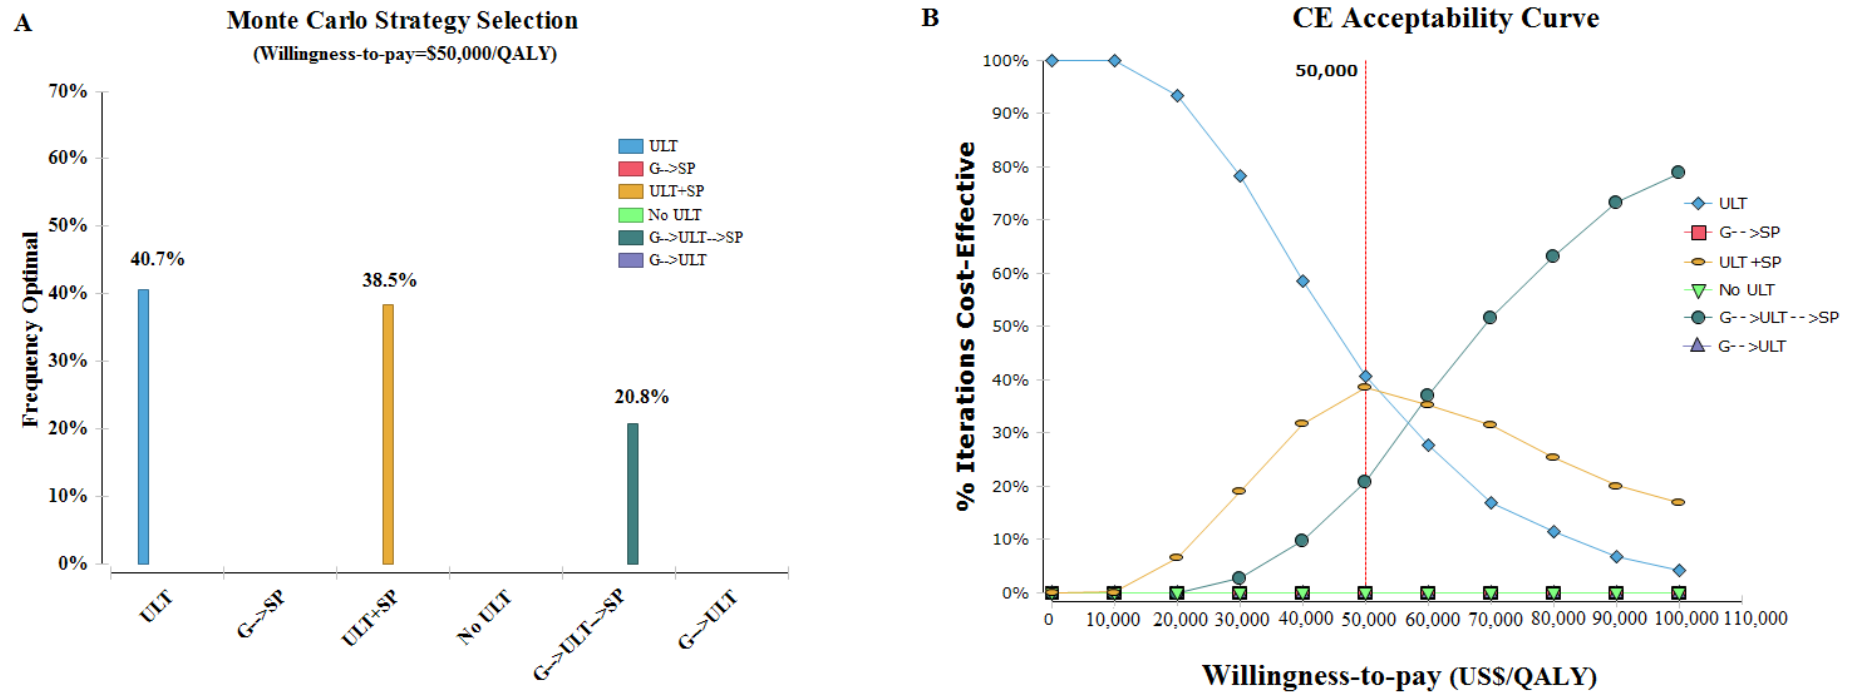 A
Monte Carlo Strategy Selection
(Willingness-to-pay=$50,000/QALY)
Frequency Optimal
70%
60%
50%
40%
30%
20%
10%
0%
40.7%
38.5%
20.8%
ULT
G-->SP
ULT+SP
No ULT
G-->ULT-->SP
G-->ULT
ULT
G-->SP
ULT+SP
No ULT
G-->ULT-->SP
G-->ULT
B
CE Acceptability Curve
% Iterations Cost-Effective
100%
90%
80%
70%
60%
50%
40%
30%
20%
10%
0%
50,000
ULT
G-->SP
ULT+SP
No ULT
G-->ULT-->SP
G-->ULT
0 10,000 20,000 30,000 40,000 50,000 60,000 70,000 80,000 90,000 100,000 110,000
Willingness-to-pay (US$/QALY)